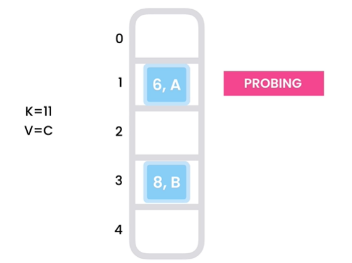 0
1
6, A
PROBING
K=11
V=C
2
3
8, B
4